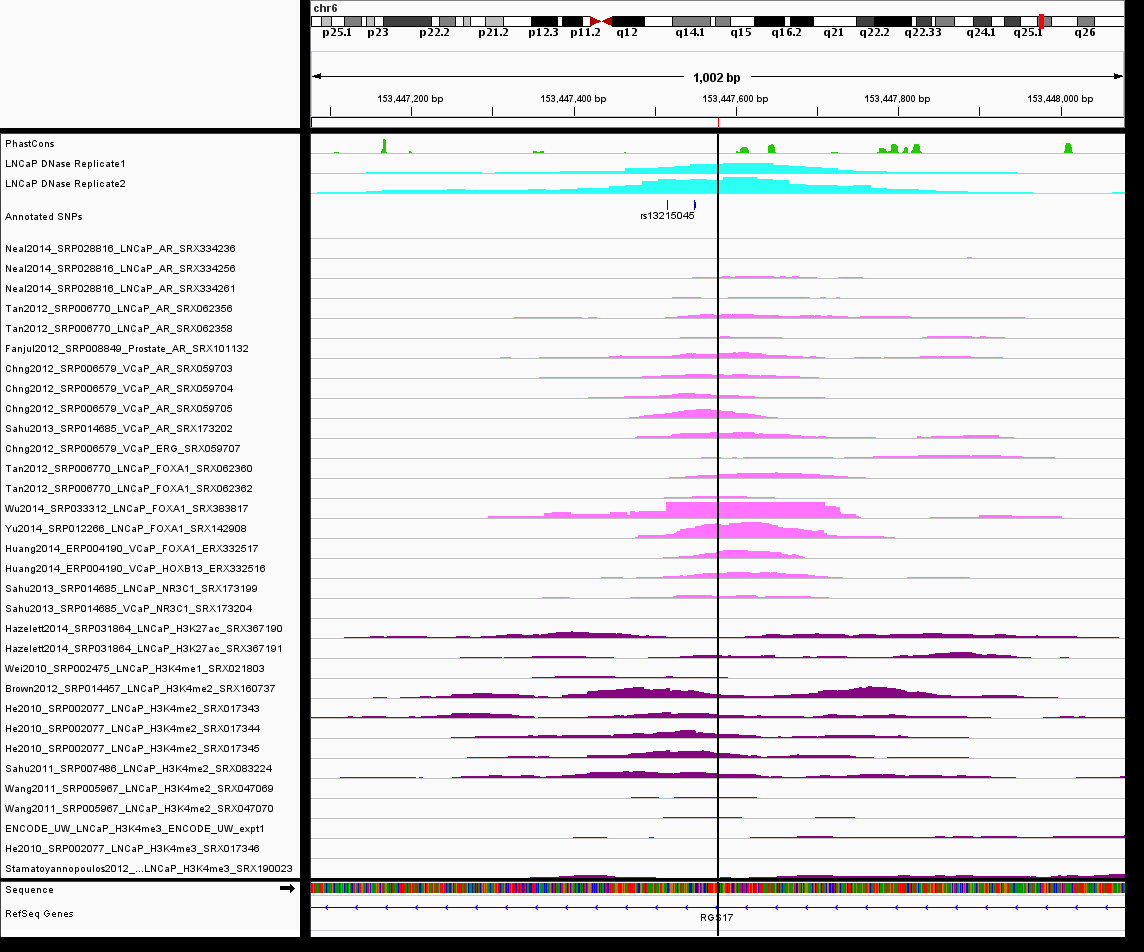 chr6
p25.1 p23 p22.2 p21.2 p12.3 p11.2 q12 q14.1 q15 q16.2 q21 q22.2 q22.33 q24.1 q25.1 q26
1,002 bp
153,447,200 bp 153,447,400 bp 153,447,600 bp 153,447,800 bp 153,448,000 bp
PhastCons
LNCaP DNase Replicate1
LNCaP DNase Replicate2
Annotated SNPs
rs13215045
Neal2014_SRP028816_LNCaP_AR_SRX334236
Neal2014_SRP028816_LNCaP_AR_SRX334256
Neal2014_SRP028816_LNCaP_AR_SRX334261
Tan2012_SRP006770_LNCaP_AR_SRX062356
Tan2012_SRP006770_LNCaP_AR_SRX062358
Fanjul2012_SRP008849_Prostate_AR_SRX101132
Chng2012_SRP006579_VCaP_AR_SRX059703
Chng2012_SRP006579_VCaP_AR_SRX059704
Chng2012_SRP006579_VCaP_AR_SRX059705
Sahu2013_SRP014685_VCaP_AR_SRX173202
Chng2012_SRP006579_VCaP_ERG_SRX059707
Tan2012_SRP006770_LNCaP_FOXA1_SRX062360
Tan2012_SRP006770_LNCaP_FOXA1_SRX062362
Wu2014_SRP033312_LNCaP_FOXA1_SRX383817
Yu2014_SRP012266_LNCaP_FOXA1_SRX142908
Huang2014_ERP004190_VCaP_FOXA1_ERX332517
Huang2014_ERP004190_VCaP_HOXB13_ERX332516
Sahu2013_SRP014685_LNCaP_NR3C1_SRX173199
Sahu2013_SRP014685_VCaP_NR3C1_SRX173204
Hazelett2014_SRP031864_LNCaP_H3K27ac_SRX367190
Hazelett2014_SRP031864_LNCaP_H3K27ac_SRX367191
Wei2010_SRP002475_LNCaP_H3K4me1_SRX021803
Brown2012_SRP014457_LNCaP_H3K4me2_SRX160737
He2010_SRP002077_LNCaP_H3K4me2_SRX017343
He2010_SRP002077_LNCaP_H3K4me2_SRX017344
He2010_SRP002077_LNCaP_H3K4me2_SRX017345
Sahu2011_SRP007486_LNCaP_H3K4me2_SRX083224
Wang2011_SRP005967_LNCaP_H3K4me2_SRX047069
Wang2011_SRP005967_LNCaP_H3K4me2_SRX047070
ENCODE_UW_LNCaP_H3K4me3_ENCODE_UW_expt1
He2010_SRP002077_LNCaP_H3K4me3_SRX017346
Stamatoyannopoulos2012_...LNCaP_H3K4me3_SRX190023
Sequence
RefSeq Genes
RGS17